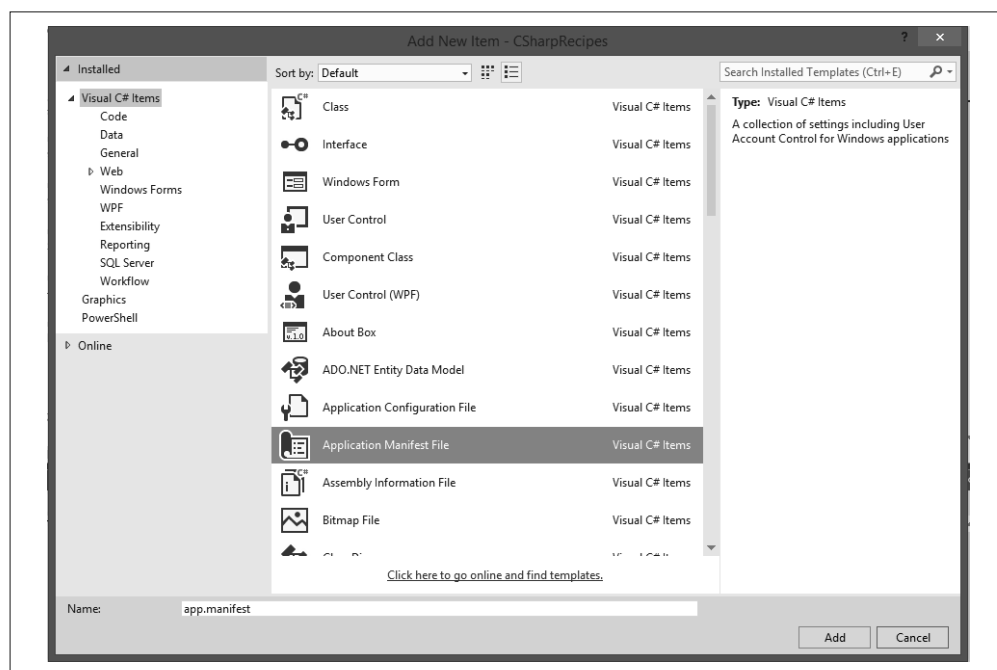 Add New Item - CSharpRecipes
Installed
Sort by: Default
Search Installed Templates (Ctrl+E)
Visual C# Items
Code
Data
General
Web
Windows Forms
WPF
Extensibility
Reporting
SQL Server
Workflow
Graphics
PowerShell
Online
Class Visual C# Items
Interface Visual C# Items
Windows Form Visual C# Items
User Control Visual C# Items
Component Class Visual C# Items
User Control (WPF) Visual C# Items
About Box Visual C# Items
ADO.NET Entity Data Model Visual C# Items
Application Configuration File Visual C# Items
Application Manifest File Visual C# Items
Assembly Information File Visual C# Items
Bitmap File Visual C# Items
Click here to go online and find templates.
Type: Visual C# Items
A collection of settings including User
Account Control for Windows applications
Name: app.manifest
Add Cancel